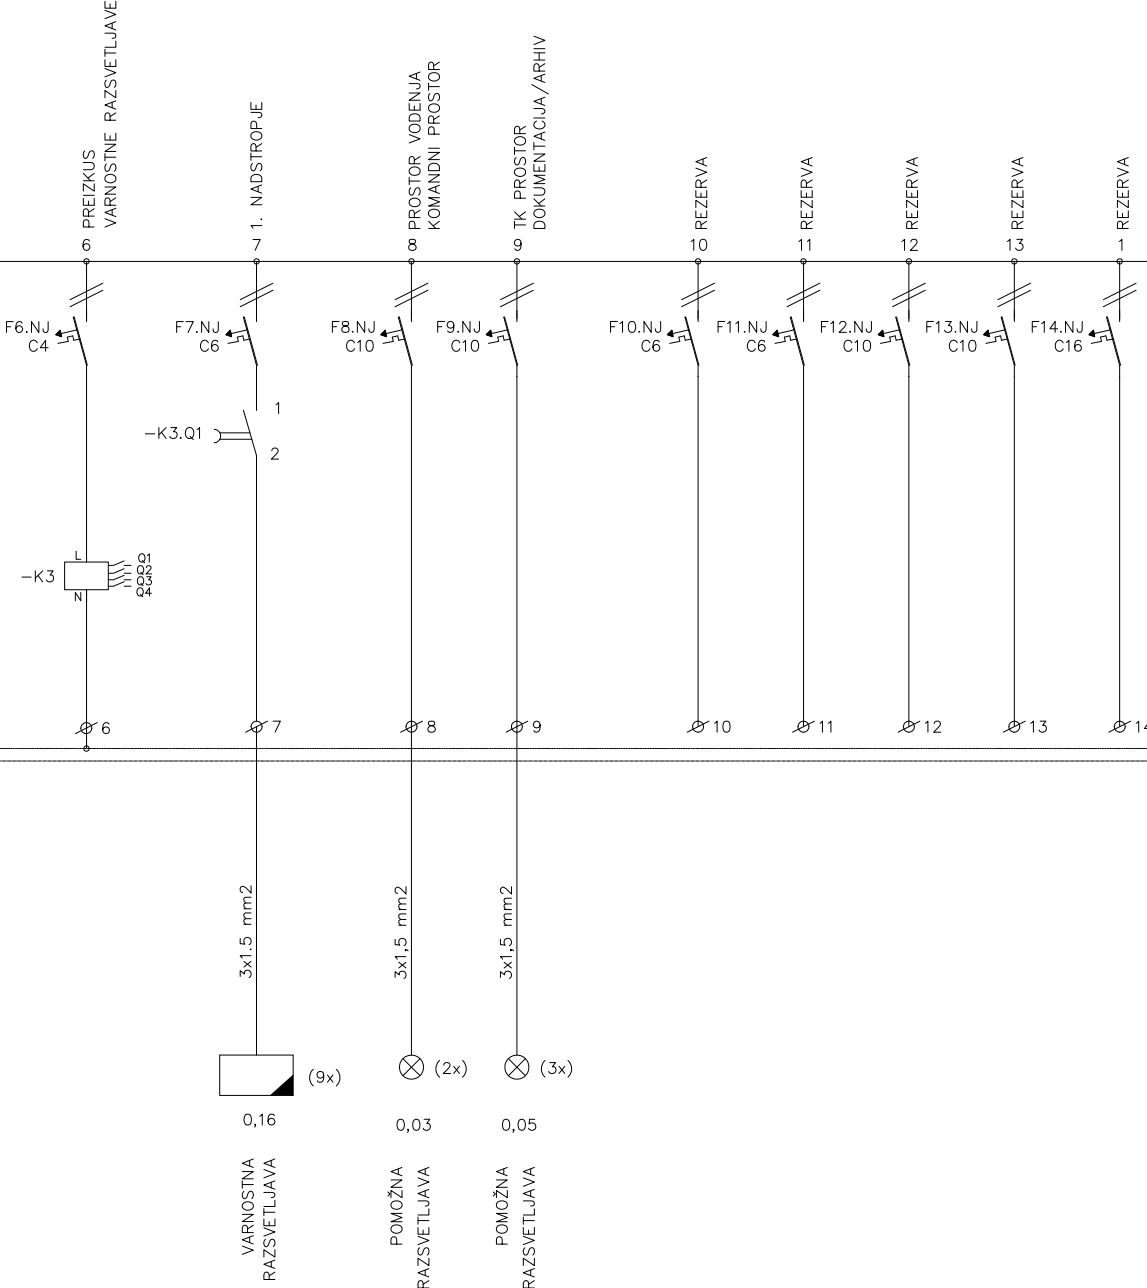 PREIZKUS
VARNOSTNE RAZSVETLJAVE
1. NADSTROPJE
PROSTOR VODENJA
KOMANDNI PROSTOR
TK PROSTOR
DOKUMENTACIJA/ARHIV
REZERVA
REZERVA
REZERVA
REZERVA
REZERVA
6
7
8
9
10
11
12
13
1
F6.NJ
C4
F7.NJ
C6
F8.NJ
C10
F9.NJ
C10
F10.NJ
C6
F11.NJ
C6
F12.NJ
C10
F13.NJ
C10
F14.NJ
C16
1
-K3.Q1
2
L
-K3
N
Q1
Q2
Q3
Q4
6
7
8
9
10
11
12
13
14
3x1.5 mm2
3x1,5 mm2
3x1,5 mm2
(9x)
(2x)
(3x)
0,16
0,03
0,05
VARNOSTNA
RAZSVETLJAVA
POMOŽNA
RAZSVETLJAVA
POMOŽNA
RAZSVETLJAVA